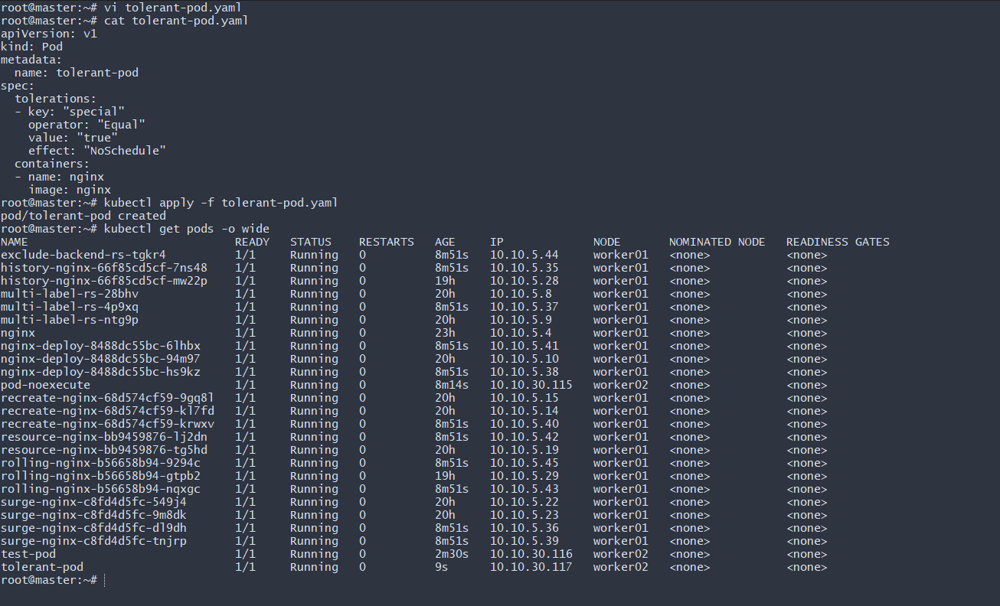 root@master:~# vi tolerant-pod.yaml
root@master:~# cat tolerant-pod.yaml
apiVersion: v1
kind: Pod
metadata:
  name: tolerant-pod
spec:
  tolerations:
  - key: "special"
    operator: "Equal"
    value: "true"
    effect: "NoSchedule"
  containers:
  - name: nginx
    image: nginx
root@master:~# kubectl apply -f tolerant-pod.yaml
pod/tolerant-pod created
root@master:~# kubectl get pods -o wide
NAME                              READY   STATUS    RESTARTS   AGE     IP             NODE       NOMINATED NODE   READINESS GATES
exclude-backend-rs-tgkr4          1/1     Running   0          8m51s   10.10.5.44     worker01   <none>           <none>
history-nginx-66f85cd5cf-7ns48    1/1     Running   0          8m51s   10.10.5.35     worker01   <none>           <none>
history-nginx-66f85cd5cf-mw22p    1/1     Running   0          19h     10.10.5.28     worker01   <none>           <none>
multi-label-rs-28bhv              1/1     Running   0          20h     10.10.5.8      worker01   <none>           <none>
multi-label-rs-4p9xq              1/1     Running   0          8m51s   10.10.5.37     worker01   <none>           <none>
multi-label-rs-ntg9p              1/1     Running   0          20h     10.10.5.9      worker01   <none>           <none>
nginx                             1/1     Running   0          23h     10.10.5.4      worker01   <none>           <none>
nginx-deploy-8488dc55bc-6lhbx     1/1     Running   0          8m51s   10.10.5.41     worker01   <none>           <none>
nginx-deploy-8488dc55bc-94m97     1/1     Running   0          20h     10.10.5.10     worker01   <none>           <none>
nginx-deploy-8488dc55bc-hs9kz     1/1     Running   0          8m51s   10.10.5.38     worker01   <none>           <none>
pod-noexecute                     1/1     Running   0          8m14s   10.10.30.115   worker02   <none>           <none>
recreate-nginx-68d574cf59-9gq8l   1/1     Running   0          20h     10.10.5.15     worker01   <none>           <none>
recreate-nginx-68d574cf59-kl7fd   1/1     Running   0          20h     10.10.5.14     worker01   <none>           <none>
recreate-nginx-68d574cf59-krwxv   1/1     Running   0          8m51s   10.10.5.40     worker01   <none>           <none>
resource-nginx-bb9459876-lj2dn    1/1     Running   0          8m51s   10.10.5.42     worker01   <none>           <none>
resource-nginx-bb9459876-tg5hd    1/1     Running   0          20h     10.10.5.19     worker01   <none>           <none>
rolling-nginx-b56658b94-9294c     1/1     Running   0          8m51s   10.10.5.45     worker01   <none>           <none>
rolling-nginx-b56658b94-gtpb2     1/1     Running   0          19h     10.10.5.29     worker01   <none>           <none>
rolling-nginx-b56658b94-nqxgc     1/1     Running   0          8m51s   10.10.5.43     worker01   <none>           <none>
surge-nginx-c8fd4d5fc-549j4       1/1     Running   0          20h     10.10.5.22     worker01   <none>           <none>
surge-nginx-c8fd4d5fc-9m8dk       1/1     Running   0          20h     10.10.5.23     worker01   <none>           <none>
surge-nginx-c8fd4d5fc-dl9dh       1/1     Running   0          8m51s   10.10.5.36     worker01   <none>           <none>
surge-nginx-c8fd4d5fc-tnjrp       1/1     Running   0          8m51s   10.10.5.39     worker01   <none>           <none>
test-pod                          1/1     Running   0          2m30s   10.10.30.116   worker02   <none>           <none>
tolerant-pod                      1/1     Running   0          9s      10.10.30.117   worker02   <none>           <none>
root@master:~#